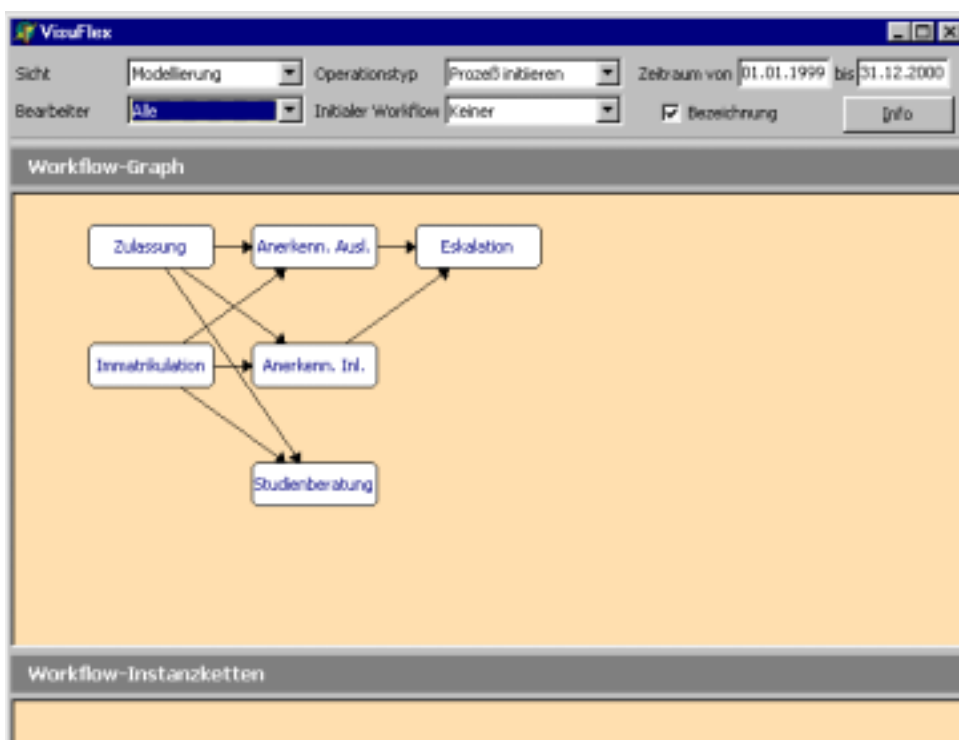 VisuFlex
Sicht Modellierung Operationstyp Prozeß initiieren Zeitraum von 01.01.1999 bis 31.12.2000
Bearbeiter Alle Initialer Workflow Keiner Bezeichnung Info
Workflow-Graph
Zulassung Anerkenn. Ausl. Eskalation
Immatrikulation Anerkenn. Inl.
Studienberatung
Workflow-Instanzketten